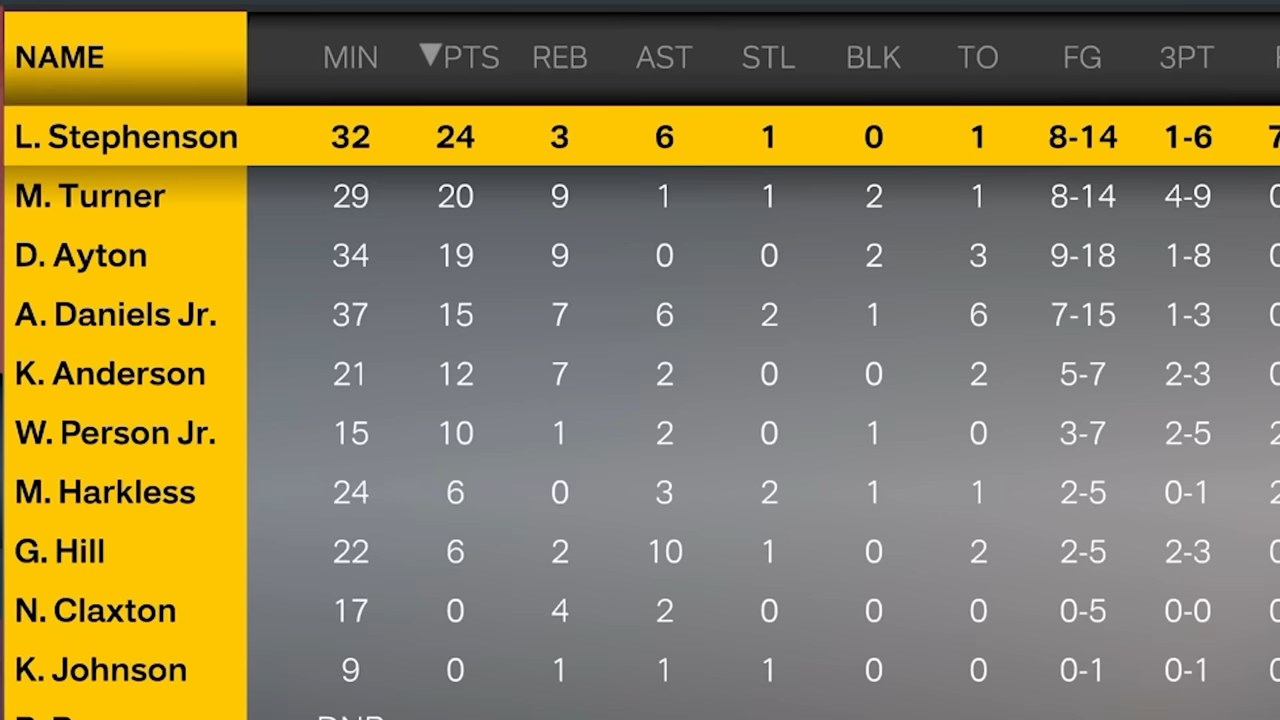 NAME MIN ▼PTS REB AST STL BLK TO FG 3PT
L. Stephenson 32 24 3 6 1 0 1 8-14 1-6
M. Turner 29 20 9 1 1 2 1 8-14 4-9
D. Ayton 34 19 9 0 0 2 3 9-18 1-8
A. Daniels Jr. 37 15 7 6 2 1 6 7-15 1-3
K. Anderson 21 12 7 2 0 0 2 5-7 2-3
W. Person Jr. 15 10 1 2 0 1 0 3-7 2-5
M. Harkless 24 6 0 3 2 1 1 2-5 0-1
G. Hill 22 6 2 10 1 0 2 2-5 2-3
N. Claxton 17 0 4 2 0 0 0 0-5 0-0
K. Johnson 9 0 1 1 1 0 0 0-1 0-1